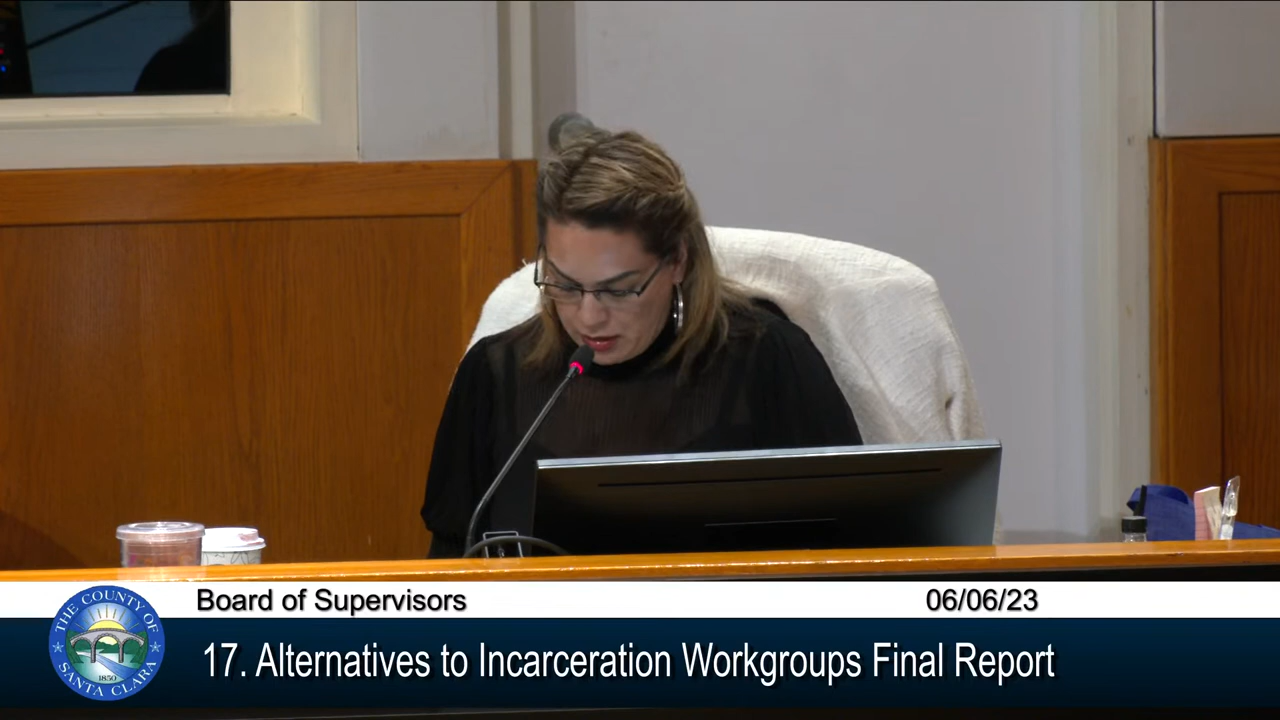 Board of Supervisors
06/06/23
17. Alternatives to Incarceration Workgroups Final Report
THE COUNTY OF
SANTA CLARA
1850